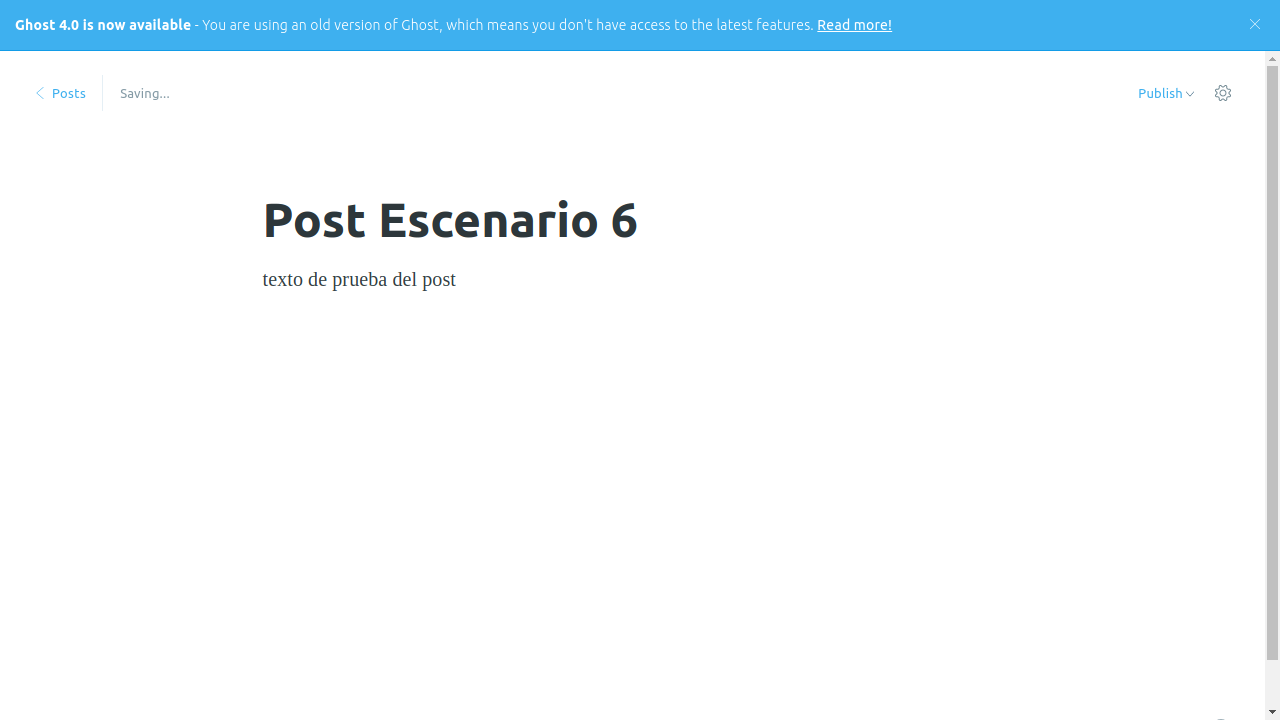 Ghost 4.0 is now available - You are using an old version of Ghost, which means you don't have access to the latest features. Read more!
Posts
Saving...
Publish
Post Escenario 6
texto de prueba del post